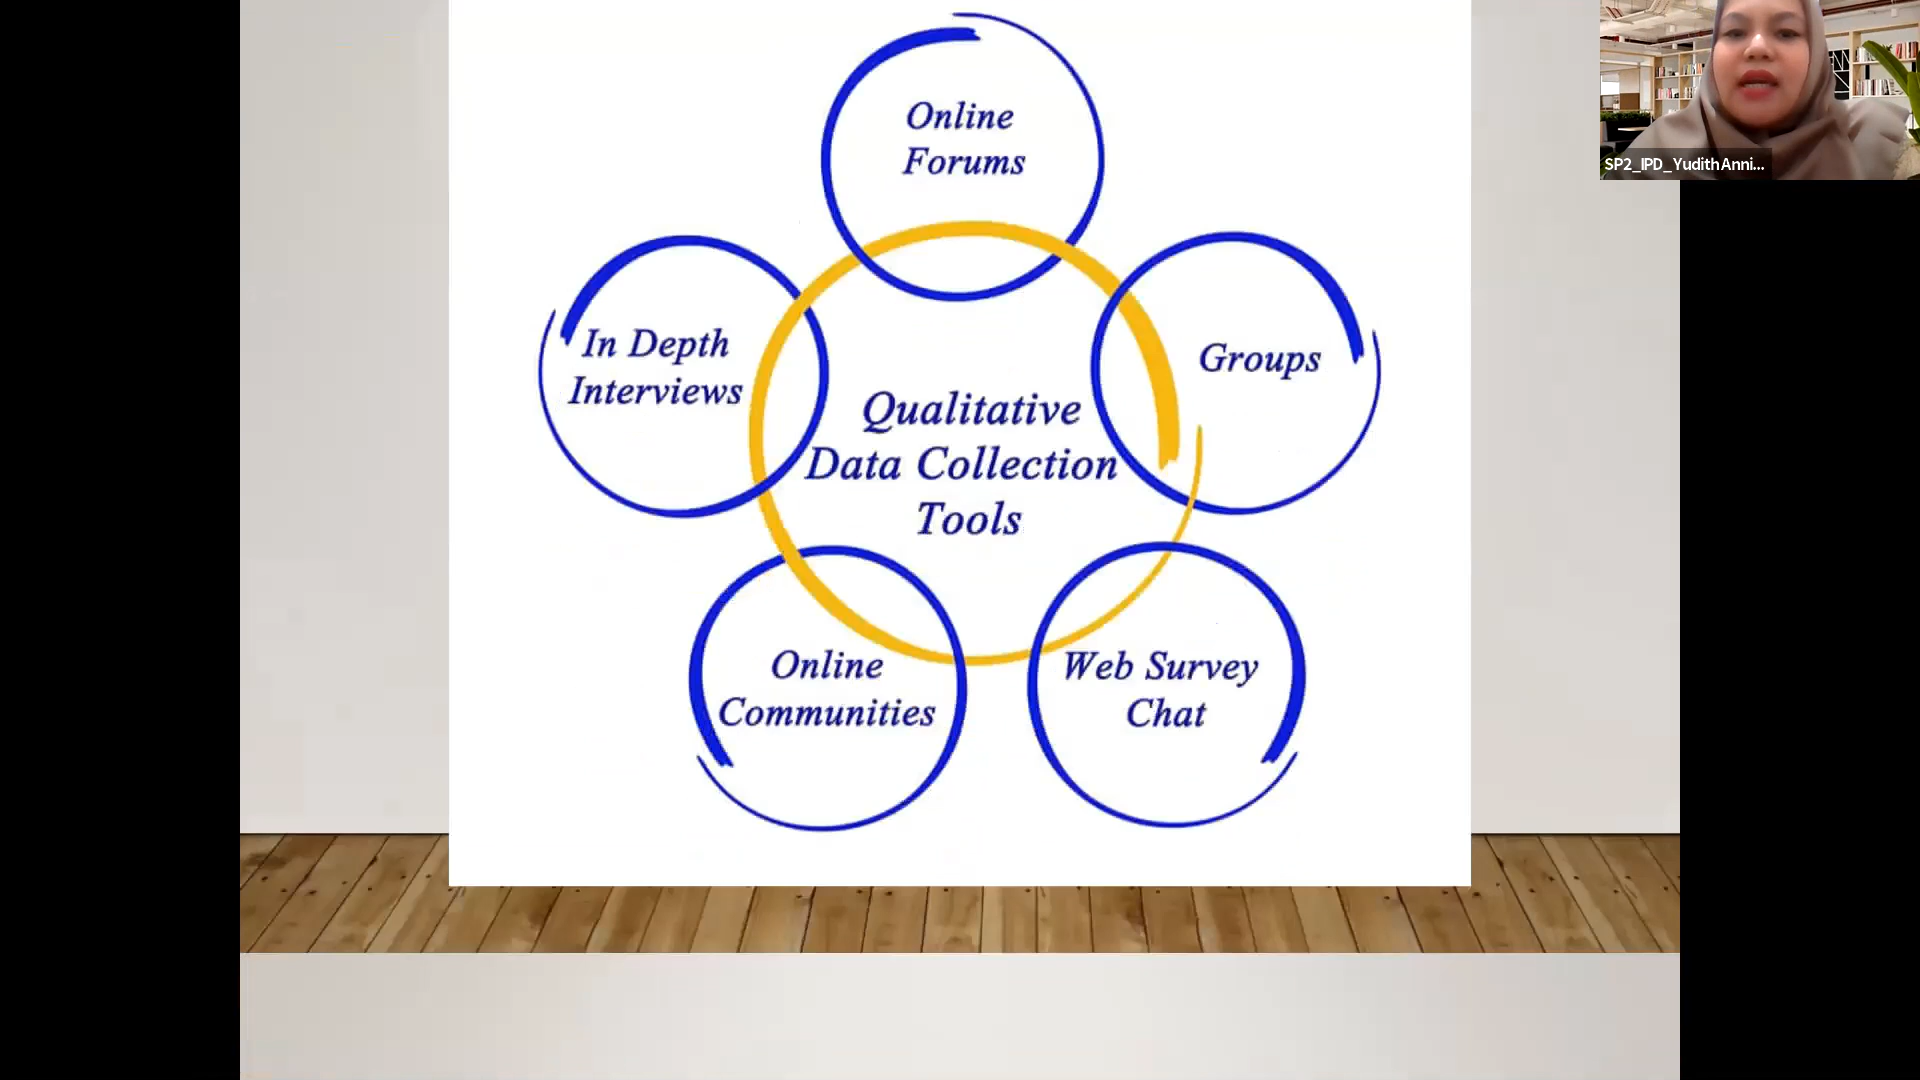 Online
Forums
In Depth
Interviews
Groups
Qualitative
Data Collection
Tools
Online
Communities
Web Survey
Chat
SP2_IPD_YudithAnni...